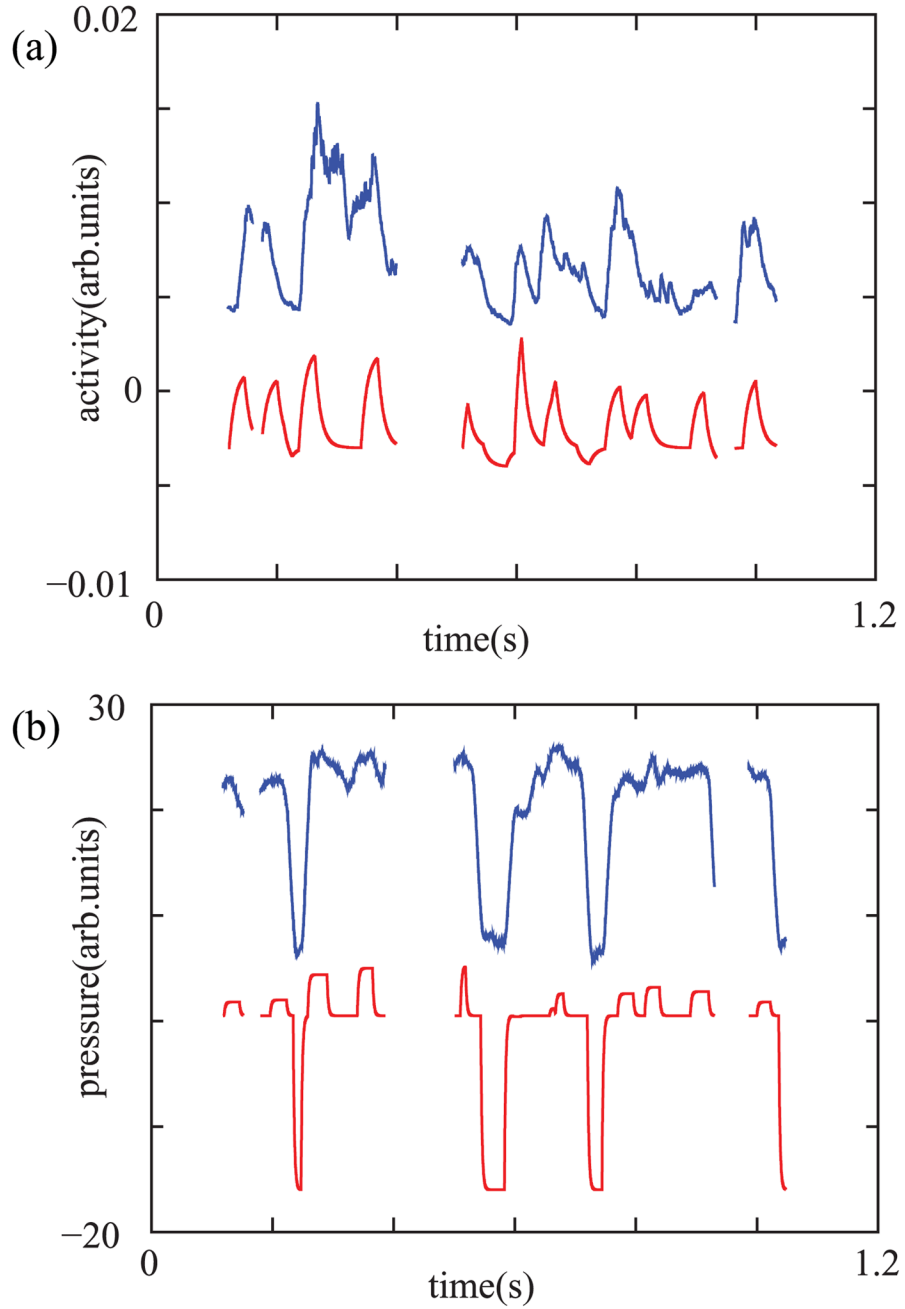 (a)
0.02
activity(arb.units)
0
−0.01
0
1.2
time(s)
(b)
30
pressure(arb.units)
−20
0
1.2
time(s)